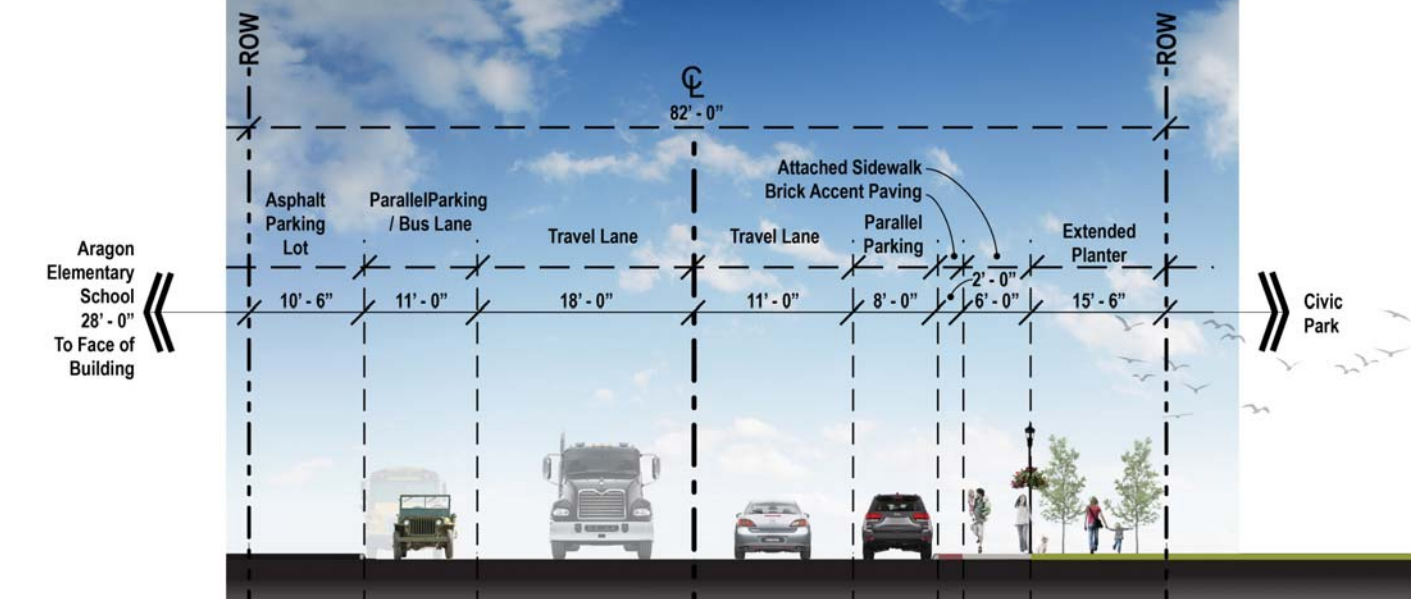 ROW
ROW
CL
82' - 0"
Attached Sidewalk
Brick Accent Paving
Asphalt
Parking
Lot
ParallelParking
/ Bus Lane
Travel Lane
Travel Lane
Parallel
Parking
Extended
Planter
Aragon
Elementary
School
28' - 0"
To Face of
Building
10' - 6"
11' - 0"
18' - 0"
11' - 0"
8' - 0"
2' - 0"
6' - 0"
15' - 6"
Civic
Park